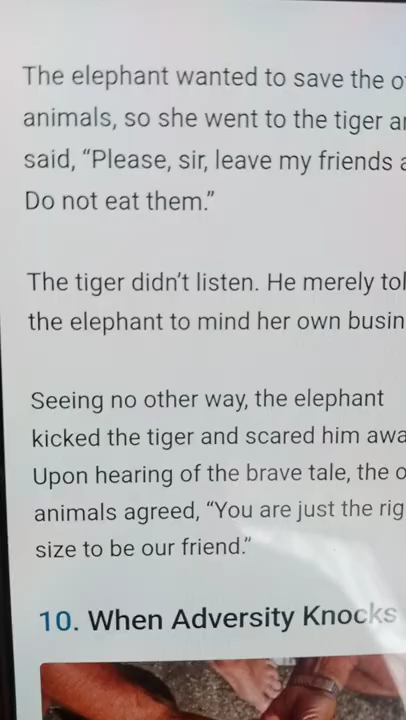 The elephant wanted to save the
animals, so she went to the tiger
said, “Please, sir, leave my friends
Do not eat them.”
The tiger didn’t listen. He merely
the elephant to mind her own
Seeing no other way, the elephant
kicked the tiger and scared him
Upon hearing of the brave tale, the
animals agreed, “You are just the
size to be our friend.”
10. When Adversity Knocks